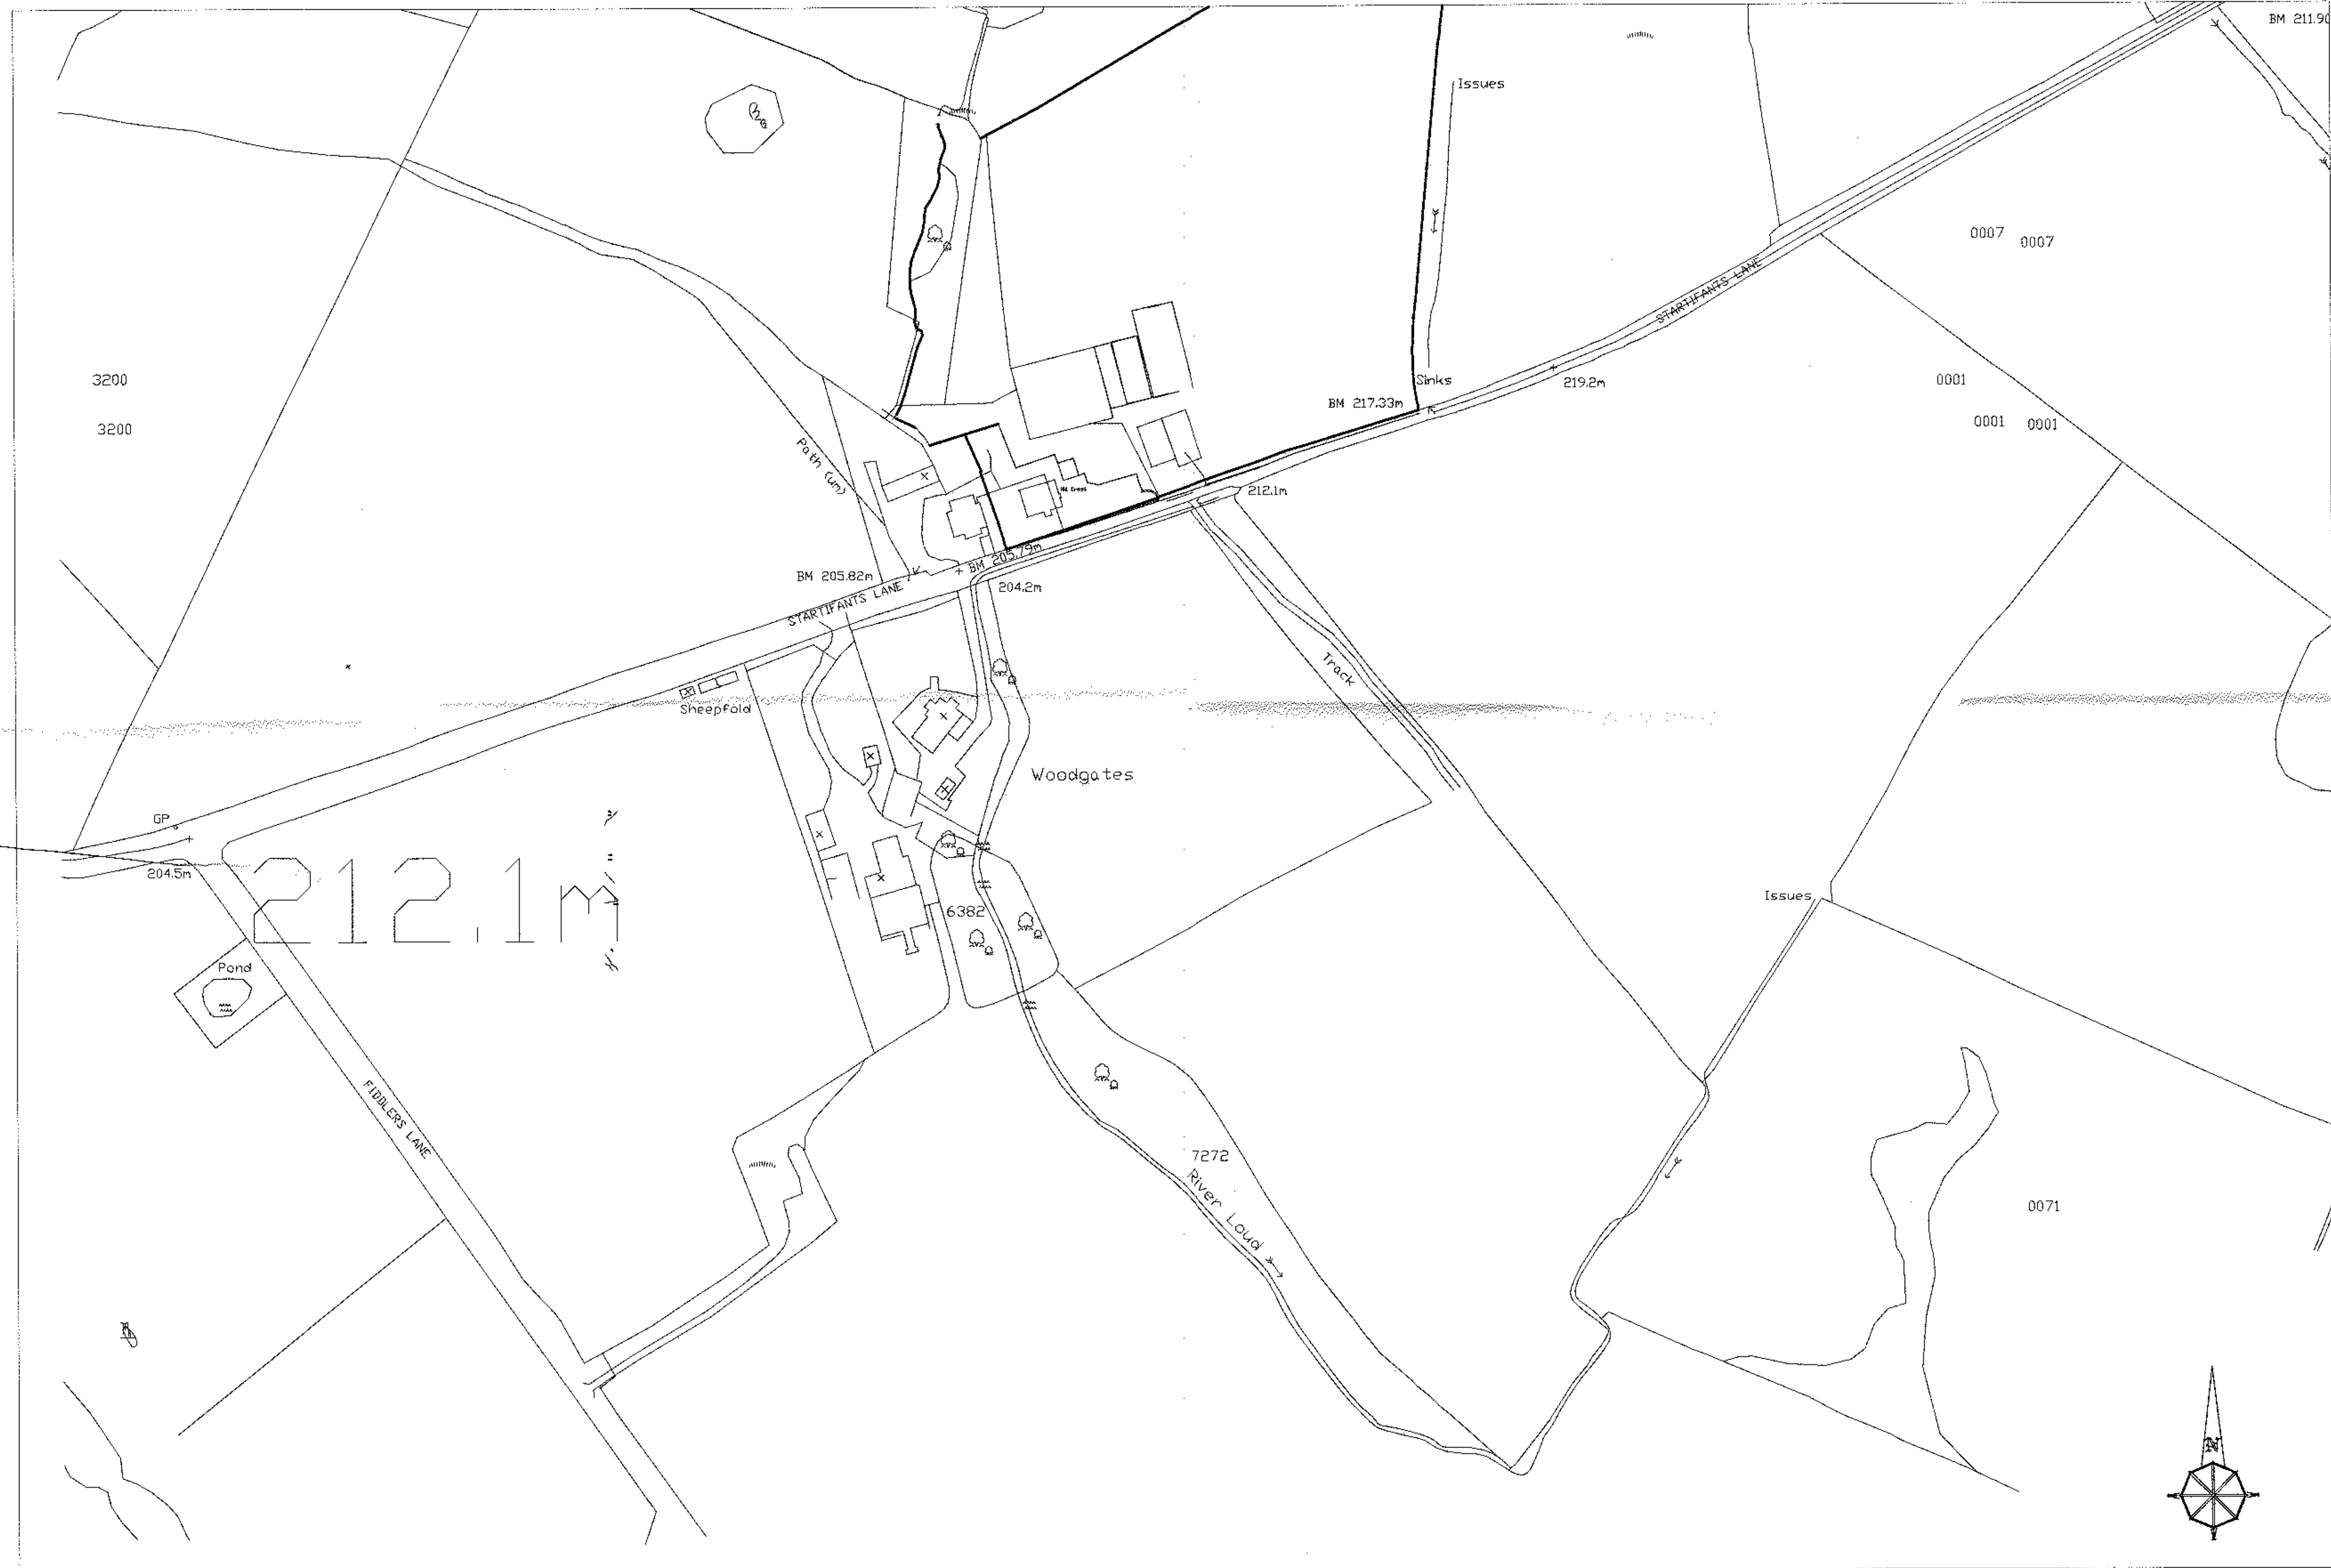 BM 211.90
Issues
0007
0007
STARTIFANTS LANE
3200
Sinks
219.2m
0001
BM 217.33m
3200
0001
0001
Path (um)
Hill Crest
212.1m
BM 205.79m
BM 205.82m
204.2m
STARTIFANTS LANE
Track
Sheepfold
Woodgates
GP
204.5m
212.1m
Issues
6382
Pond
FIDDLERS LANE
7272
River Loud
0071
N